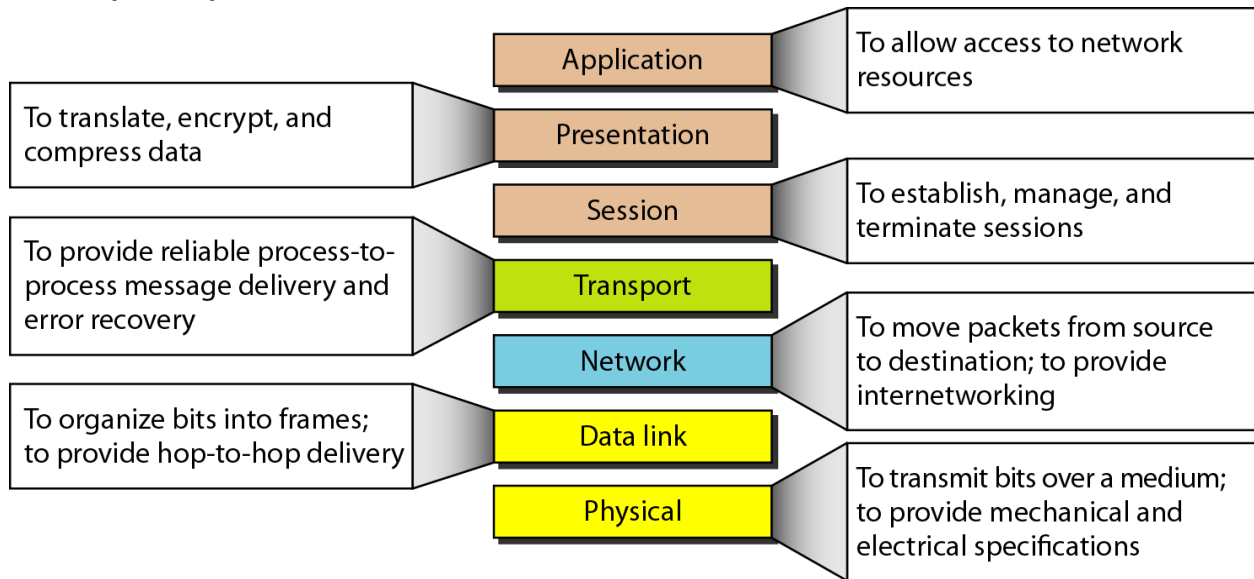 Application
To allow access to network
resources
To translate, encrypt, and
compress data
Presentation
Session
To establish, manage, and
terminate sessions
To provide reliable process-to-
process message delivery and
error recovery
Transport
Network
To move packets from source
to destination; to provide
internetworking
To organize bits into frames;
to provide hop-to-hop delivery
Data link
Physical
To transmit bits over a medium;
to provide mechanical and
electrical specifications